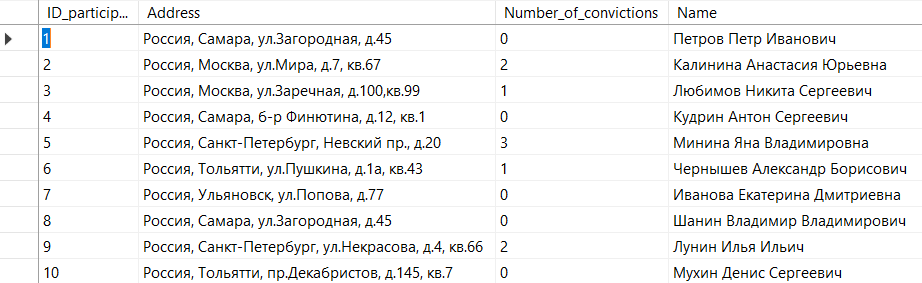 ID_particip... Address Number_of_convictions Name
1 Россия, Самара, ул.Загородная, д.45 0 Петров Петр Иванович
2 Россия, Москва, ул.Мира, д.7, кв.67 2 Калинина Анастасия Юрьевна
3 Россия, Москва, ул.Заречная, д.100,кв.99 1 Любимов Никита Сергеевич
4 Россия, Самара, б-р Финютина, д.12, кв.1 0 Кудрин Антон Сергеевич
5 Россия, Санкт-Петербург, Невский пр., д.20 3 Минина Яна Владимировна
6 Россия, Тольятти, ул.Пушкина, д.1а, кв.43 1 Чернышев Александр Борисович
7 Россия, Ульяновск, ул.Попова, д.77 0 Иванова Екатерина Дмитриевна
8 Россия, Самара, ул.Загородная, д.45 0 Шанин Владимир Владимирович
9 Россия, Санкт-Петербург, ул.Некрасова, д.4, кв.66 2 Лунин Илья Ильич
10 Россия, Тольятти, пр.Декабристов, д.145, кв.7 0 Мухин Денис Сергеевич